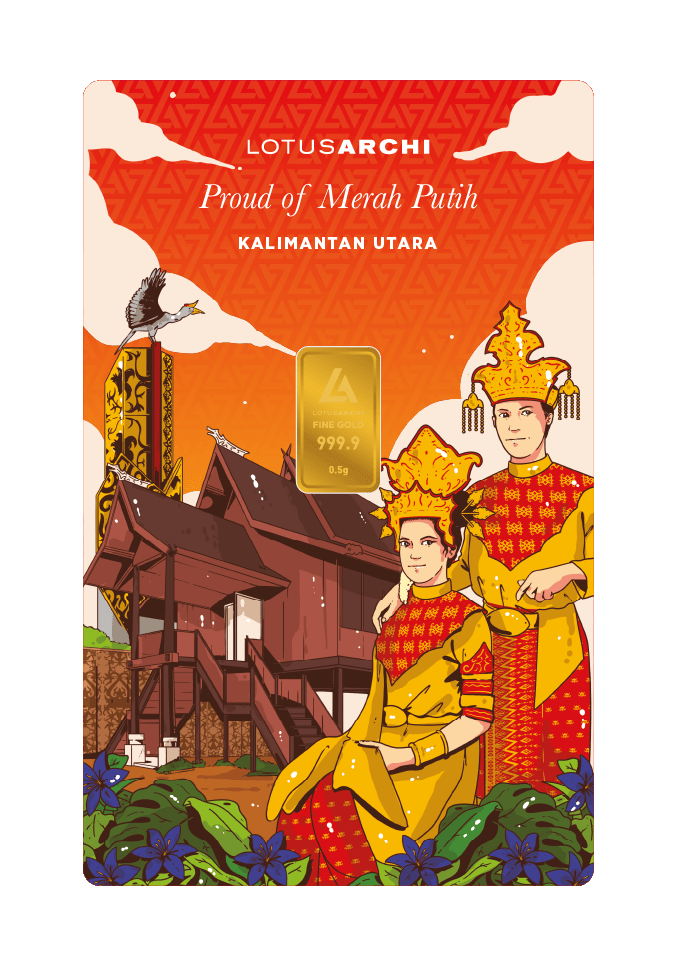 LOTUSARCHI
Proud of Merah Putih
KALIMANTAN UTARA
LOTUSARCHI
FINE GOLD
999.9
0.5g